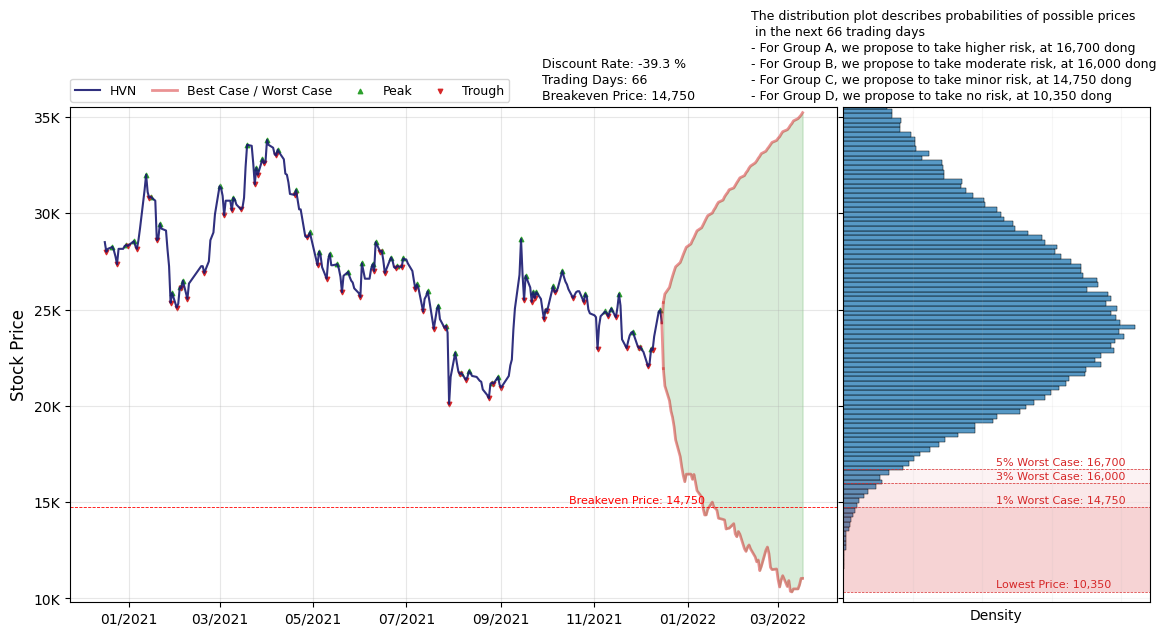 The distribution plot describes probabilities of possible prices
in the next 66 trading days
- For Group A, we propose to take higher risk, at 16,700 dong
- For Group B, we propose to take moderate risk, at 16,000 dong
- For Group C, we propose to take minor risk, at 14,750 dong
- For Group D, we propose to take no risk, at 10,350 dong
Discount Rate: -39.3 %
Trading Days: 66
Breakeven Price: 14,750
HVN
Best Case / Worst Case
Peak
Trough
Stock Price
35K
30K
25K
20K
15K
10K
Breakeven Price: 14,750
01/2021
03/2021
05/2021
07/2021
09/2021
11/2021
01/2022
03/2022
5% Worst Case: 16,700
3% Worst Case: 16,000
1% Worst Case: 14,750
Lowest Price: 10,350
Density